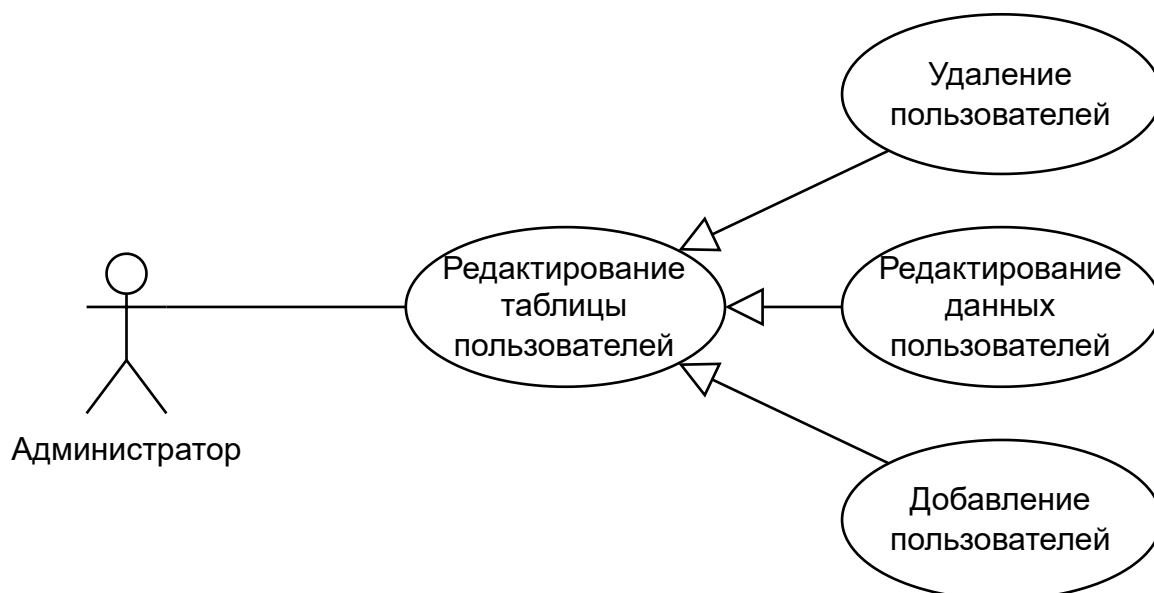 Удаление
пользователей
Редактирование
таблицы
пользователей
Редактирование
данных
пользователей
Администратор
Добавление
пользователей